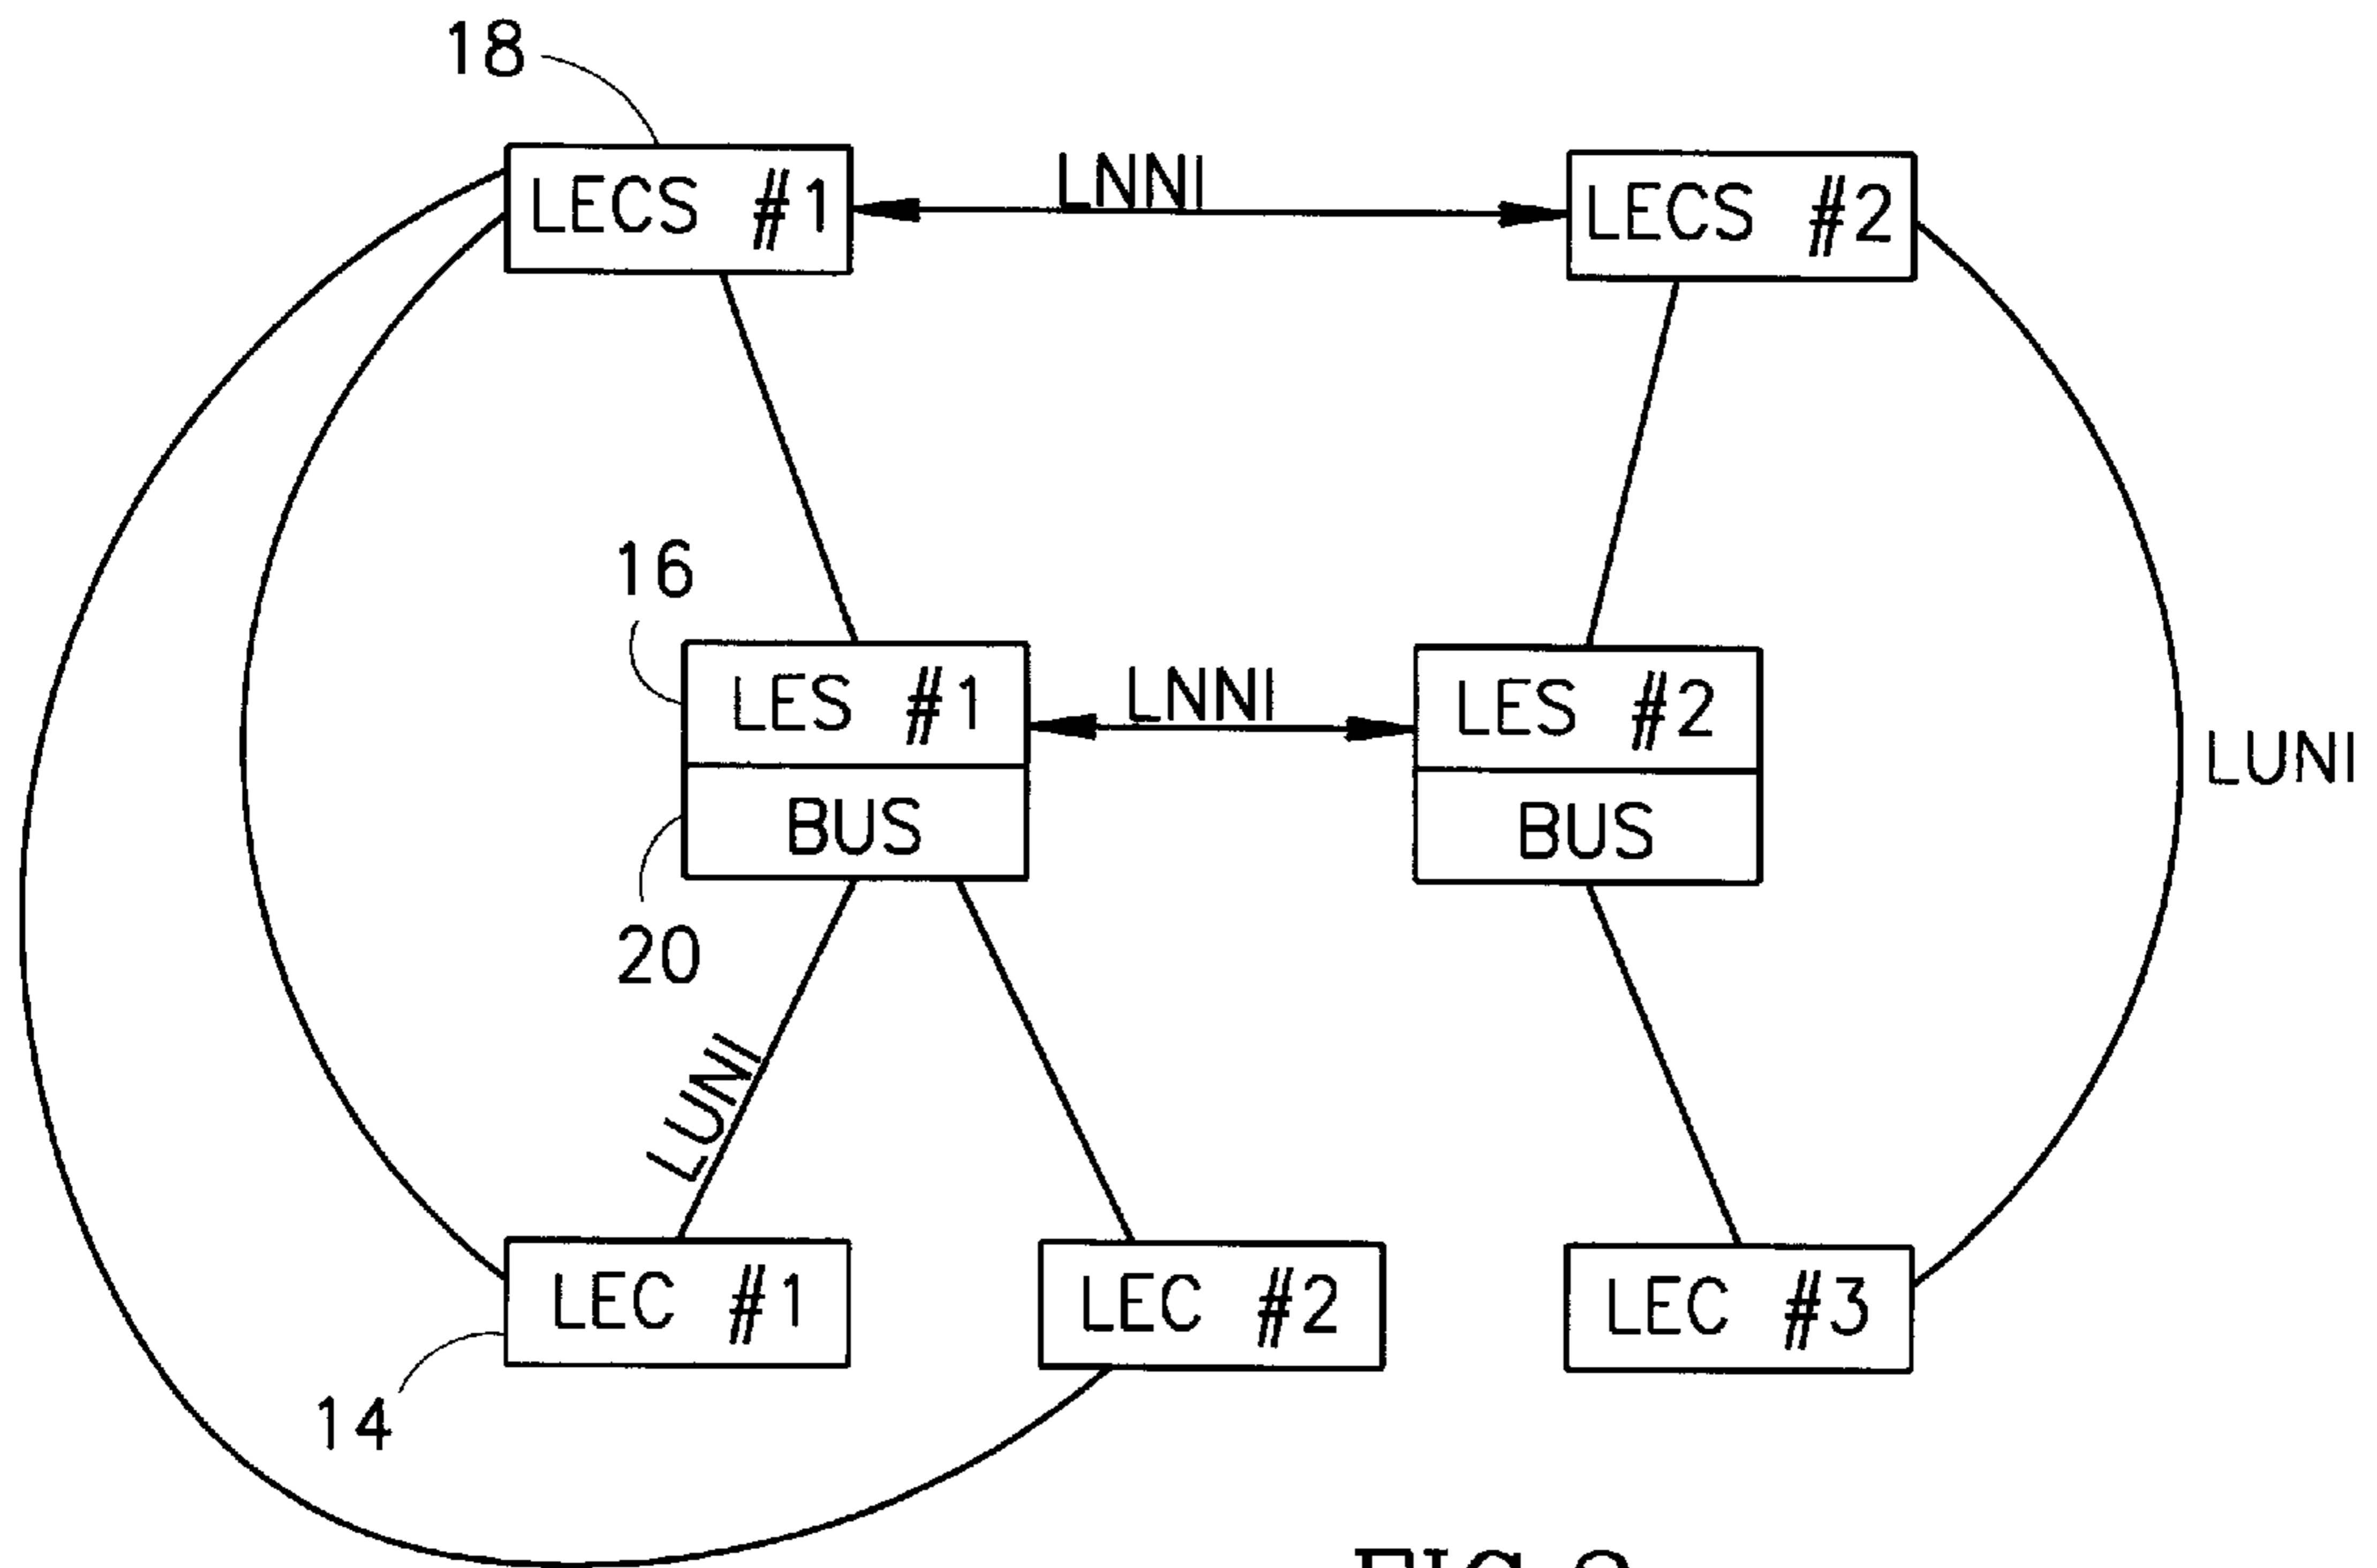 18
LECS #1
LNNI
LECS #2
16
LES #1
LNNI
LES #2
LUNI
BUS
BUS
20
LUNI
LEC #1
LEC #2
LEC #3
14